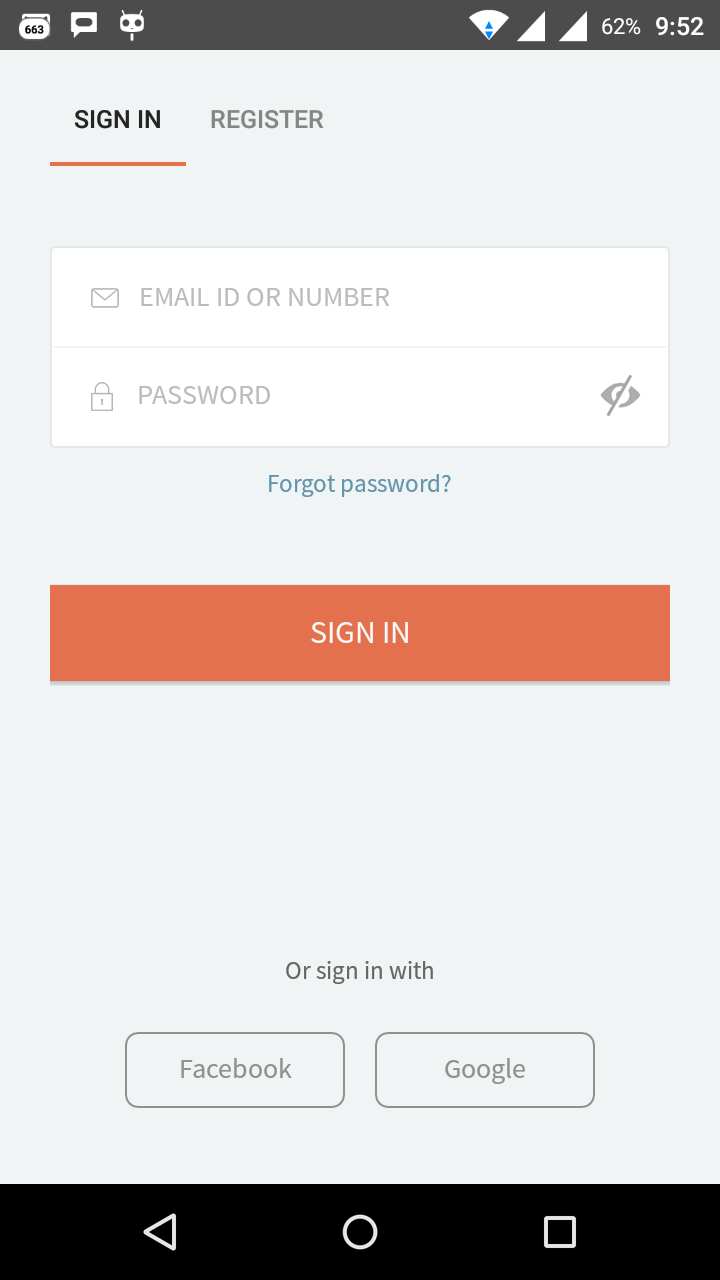 663
62% 9:52
SIGN IN REGISTER
EMAIL ID OR NUMBER
PASSWORD
Forgot password?
SIGN IN
Or sign in with
Facebook Google